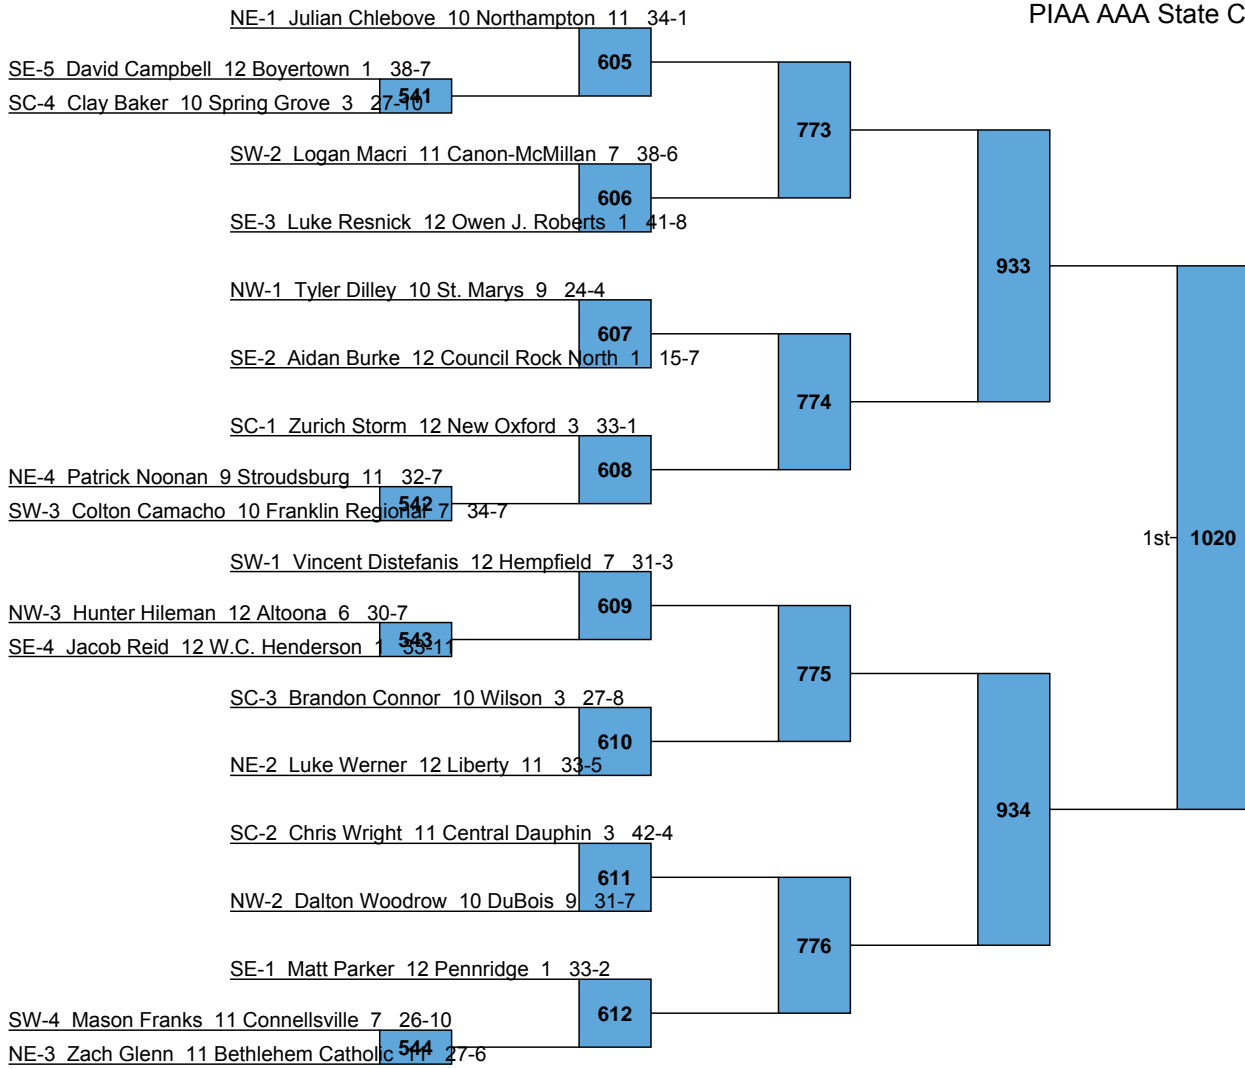 NE-1 Julian Chlebove 10 Northampton 11 34-1
PIAA AAA State C
605
SE-5 David Campbell 12 Boyertown 1 38-7
541
SC-4 Clay Baker 10 Spring Grove 3 27-10
773
SW-2 Logan Macri 11 Canon-McMillan 7 38-6
606
SE-3 Luke Resnick 12 Owen J. Roberts 1 41-8
933
NW-1 Tyler Dilley 10 St. Marys 9 24-4
607
SE-2 Aidan Burke 12 Council Rock North 1 15-7
774
SC-1 Zurich Storm 12 New Oxford 3 33-1
608
NE-4 Patrick Noonan 9 Stroudsburg 11 32-7
542
SW-3 Colton Camacho 10 Franklin Regional 7 34-7
1st
1020
SW-1 Vincent Distefanis 12 Hempfield 7 31-3
609
NW-3 Hunter Hileman 12 Altoona 6 30-7
543
SE-4 Jacob Reid 12 W.C. Henderson 1 33-11
775
SC-3 Brandon Connor 10 Wilson 3 27-8
610
NE-2 Luke Werner 12 Liberty 11 33-5
934
SC-2 Chris Wright 11 Central Dauphin 3 42-4
611
NW-2 Dalton Woodrow 10 DuBois 9 31-7
776
SE-1 Matt Parker 12 Pennridge 1 33-2
612
SW-4 Mason Franks 11 Connellsville 7 26-10
544
NE-3 Zach Glenn 11 Bethlehem Catholic 11 27-6